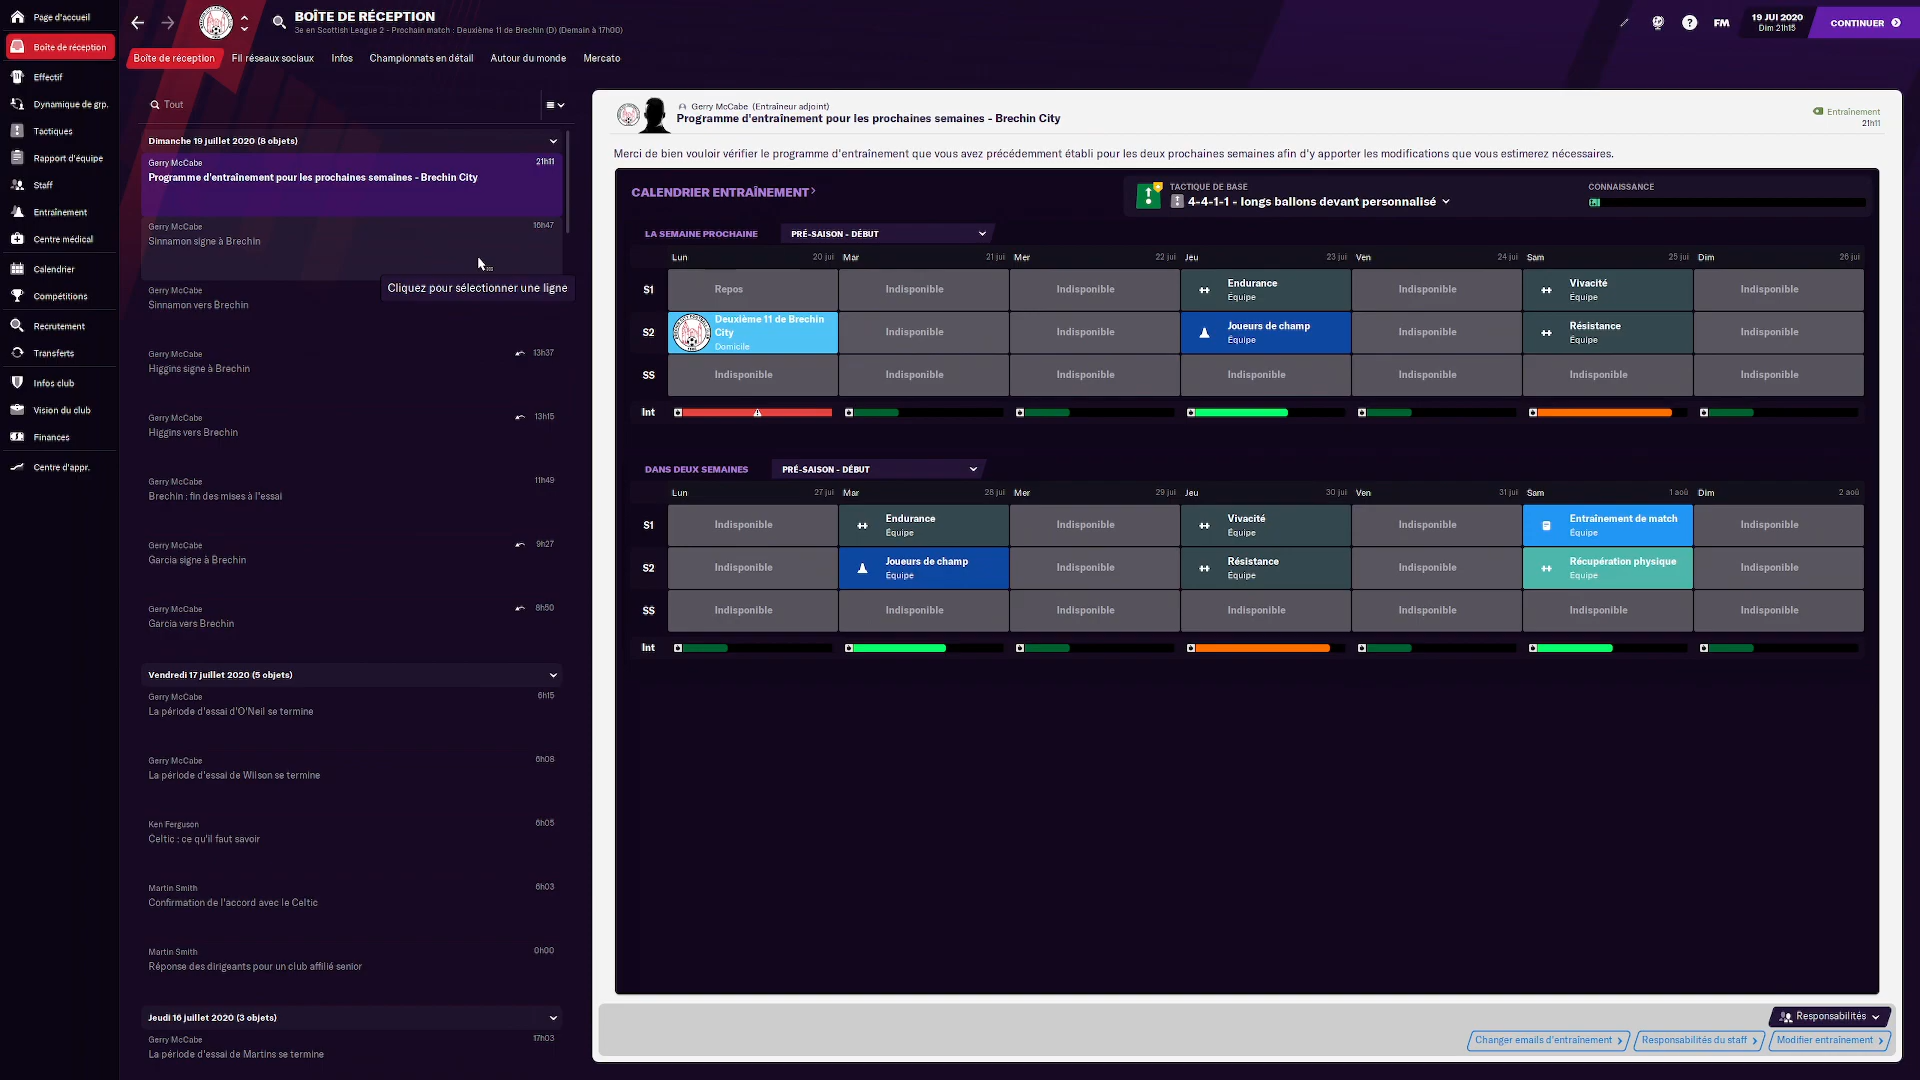 Page d'accueil
Boîte de réception
Effectif
Dynamique de grp.
Tactiques
Rapport d'équipe
Staff
Entraînement
Centre médical
Calendrier
Compétitions
Recrutement
Transferts
Infos club
Vision du club
Finances
Centre d'appr.
BOÎTE DE RÉCEPTION
3e en Scottish League 2 - Prochain match : Deuxième 11 de Brechin (D) (Demain à 17h00)
FM
19 JUI 2020
Dim 21h15
CONTINUER
Boîte de réception Fil réseaux sociaux Infos Championnats en détail Autour du monde Mercato
Tout
Dimanche 19 juillet 2020 (8 objets)
Gerry McCabe 21h11
Programme d'entraînement pour les prochaines semaines - Brechin City
Gerry McCabe 16h47
Sinnamon signe à Brechin
Cliquez pour sélectionner une ligne
Gerry McCabe
Sinnamon vers Brechin
Gerry McCabe 13h37
Higgins signe à Brechin
Gerry McCabe 13h15
Higgins vers Brechin
Gerry McCabe 11h49
Brechin : fin des mises à l'essai
Gerry McCabe 9h27
Garcia signe à Brechin
Gerry McCabe 8h50
Garcia vers Brechin
Vendredi 17 juillet 2020 (5 objets)
Gerry McCabe 6h15
La période d'essai d'O'Neil se termine
Gerry McCabe 6h08
La période d'essai de Wilson se termine
Ken Ferguson 6h05
Celtic : ce qu'il faut savoir
Martin Smith 6h03
Confirmation de l'accord avec le Celtic
Martin Smith 0h00
Réponse des dirigeants pour un club affilié senior
Jeudi 16 juillet 2020 (3 objets)
Gerry McCabe 17h03
La période d'essai de Martins se termine
Gerry McCabe (Entraîneur adjoint)
Programme d'entraînement pour les prochaines semaines - Brechin City
Entraînement
21h11
Merci de bien vouloir vérifier le programme d'entraînement que vous avez précédemment établi pour les deux prochaines semaines afin d'y apporter les modifications que vous estimerez nécessaires.
CALENDRIER ENTRAÎNEMENT
TACTIQUE DE BASE
4-4-1-1 - longs ballons devant personnalisé
CONNAISSANCE
LA SEMAINE PROCHAINE PRÉ-SAISON - DÉBUT
Lun 20 jui Mar 21 jui Mer 22 jui Jeu 23 jui Ven 24 jui Sam 25 jui Dim 26 jui
S1 Repos Indisponible Indisponible Endurance Équipe Indisponible Vivacité Équipe Indisponible
S2 Deuxième 11 de Brechin City Domicile Indisponible Indisponible Joueurs de champ Équipe Indisponible Résistance Équipe Indisponible
SS Indisponible Indisponible Indisponible Indisponible Indisponible Indisponible Indisponible
Int
DANS DEUX SEMAINES PRÉ-SAISON - DÉBUT
Lun 27 jui Mar 28 jui Mer 29 jui Jeu 30 jui Ven 31 jui Sam 1 aoû Dim 2 aoû
S1 Indisponible Endurance Équipe Indisponible Vivacité Équipe Indisponible Entraînement de match Équipe Indisponible
S2 Indisponible Joueurs de champ Équipe Indisponible Résistance Équipe Indisponible Récupération physique Équipe Indisponible
SS Indisponible Indisponible Indisponible Indisponible Indisponible Indisponible Indisponible
Int
Responsabilités
Changer emails d'entraînement Responsabilités du staff Modifier entraînement